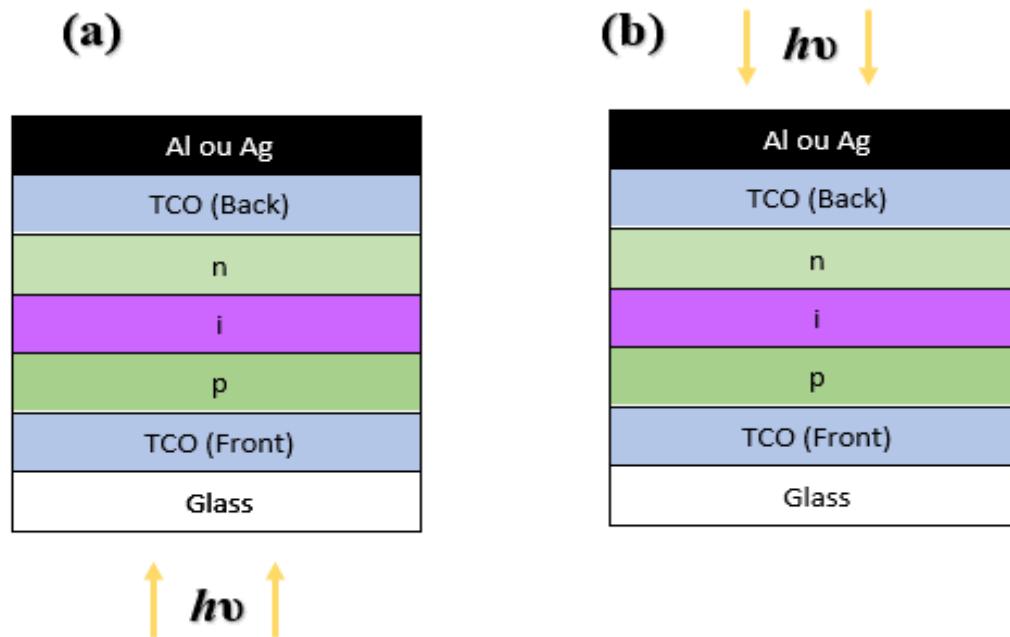 (a)
Al ou Ag
TCO (Back)
n
i
p
TCO (Front)
Glass
hυ
(b)
hυ
Al ou Ag
TCO (Back)
n
i
p
TCO (Front)
Glass